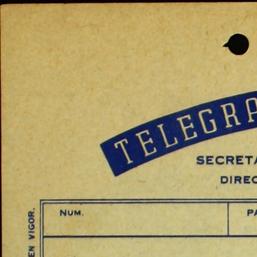 TELEGRA
SECRETA
DIREC
NUM.
PA
EN VIGOR.